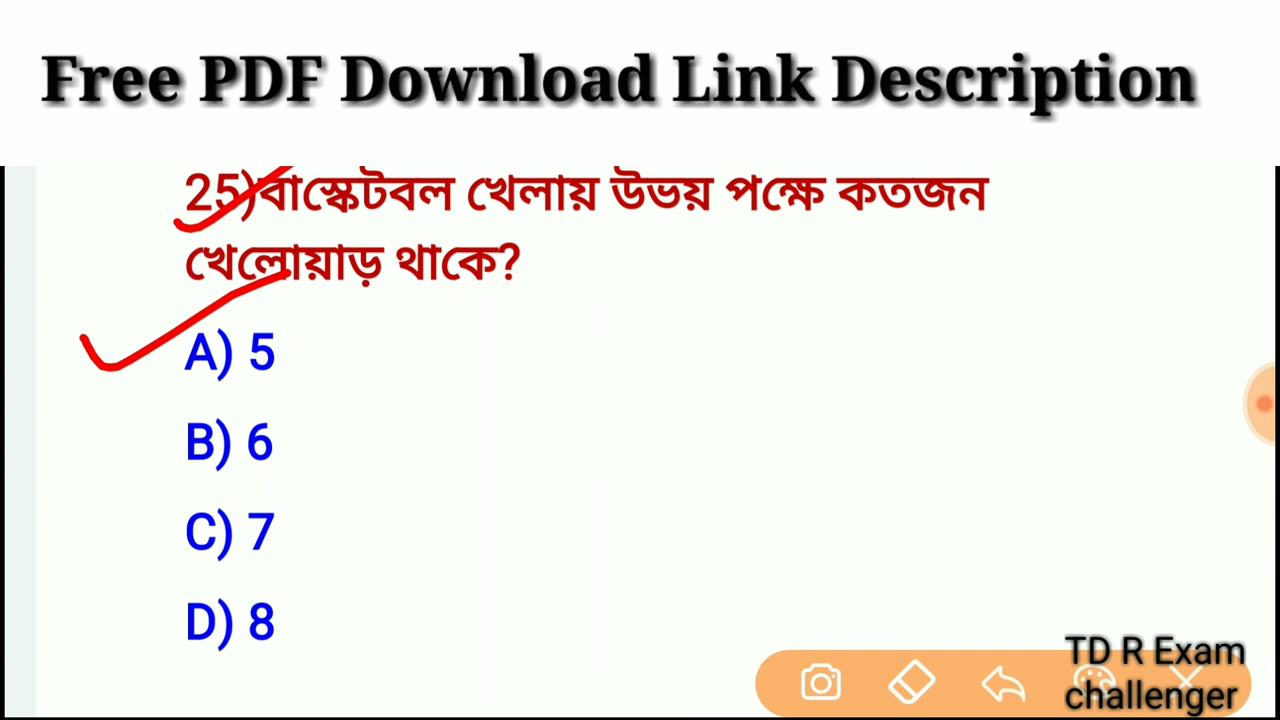 Free PDF Download Link Description
25)বাস্কেটবল খেলায় উভয় পক্ষে কতজন
খেলোয়াড় থাকে?
A) 5
B) 6
C) 7
D) 8
TD R Exam
challenger